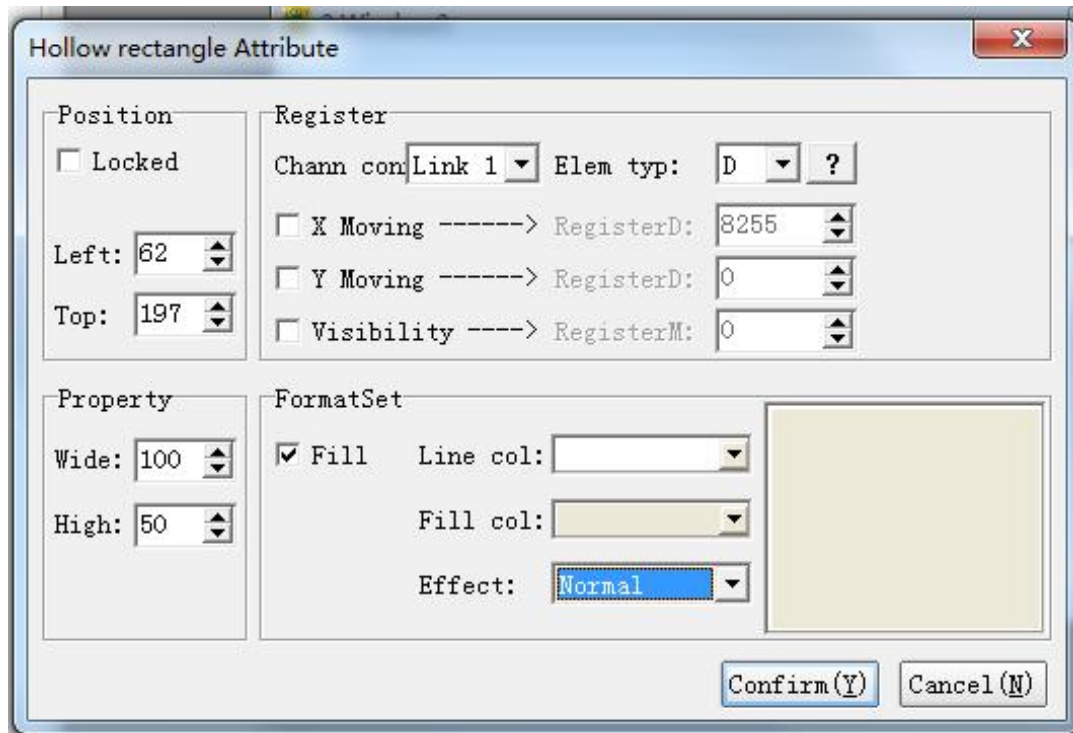 Hollow rectangle Attribute
Position
Locked
Left: 62
Top: 197
Register
Chann con Link 1 Elem typ: D ?
X Moving ------> RegisterD: 8255
Y Moving ------> RegisterD: 0
Visibility ----> RegisterM: 0
Property
Wide: 100
High: 50
FormatSet
Fill Line col:
Fill col:
Effect: Normal
Confirm(Y) Cancel(N)